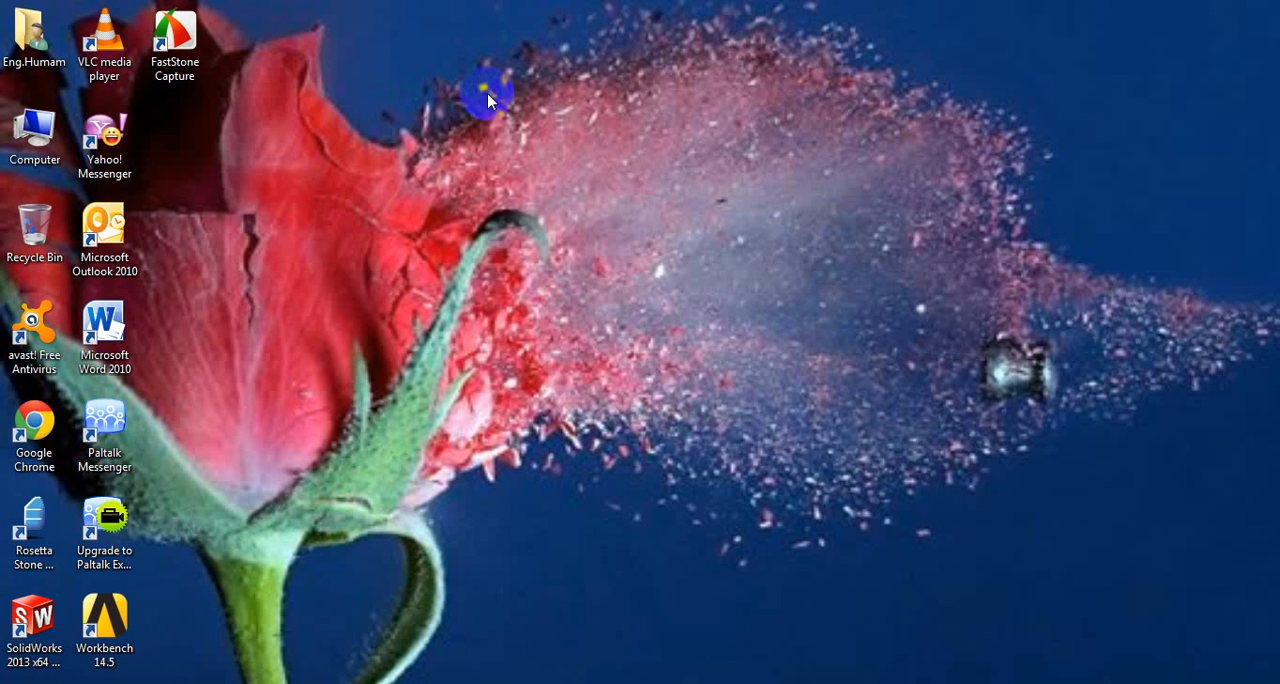 Eng.Humam
VLC media
player
FastStone
Capture
Computer
Yahoo!
Messenger
Recycle Bin
Microsoft
Outlook 2010
avast! Free
Antivirus
Microsoft
Word 2010
Google
Chrome
Paltalk
Messenger
Rosetta
Stone ...
Upgrade to
Paltalk Ex...
SolidWorks
2013 x64 ...
Workbench
14.5